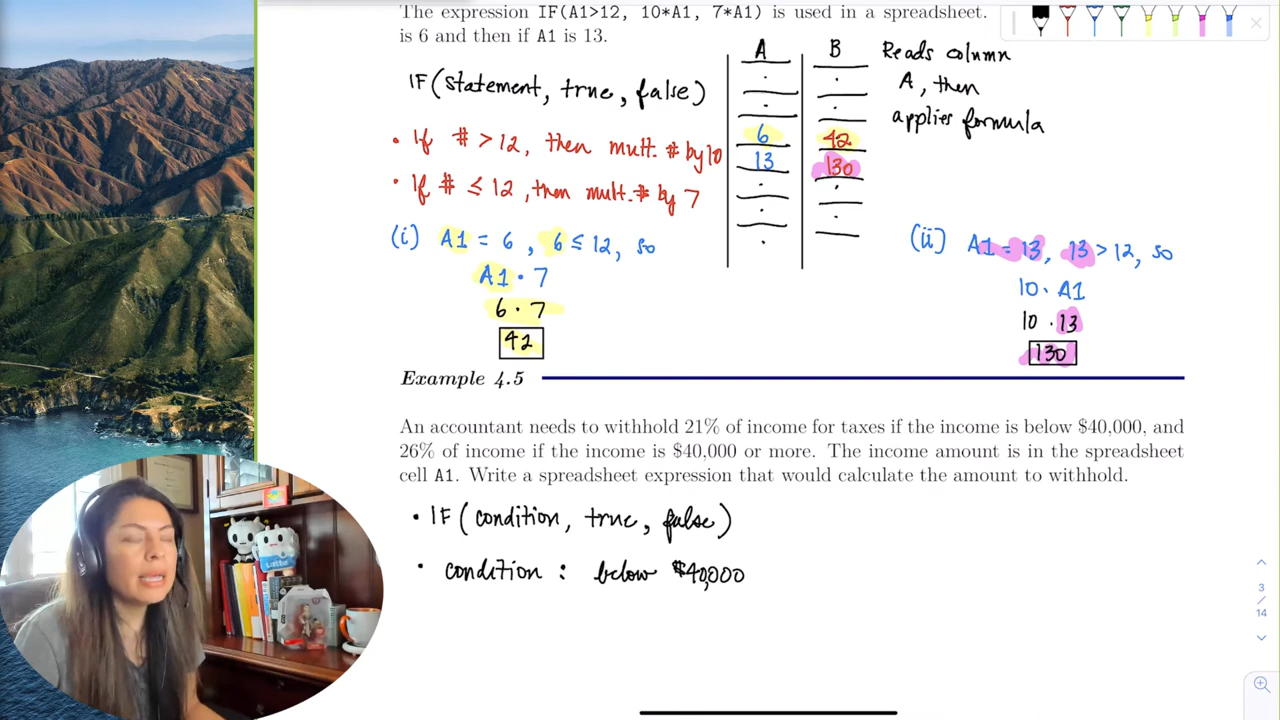 The expression IF(A1>12, 10*A1, 7*A1) is used in a spreadsheet.
is 6 and then if A1 is 13.
IF(statement, true, false)
• If # > 12, then mult. # by 10
• If # ≤ 12, then mult. # by 7
A B
6 42
13 130
Reads column
A, then
applies formula
(i) A1 = 6, 6 ≤ 12, so
A1 · 7
6 · 7
42
(ii) A1 = 13, 13 > 12, so
10 · A1
10 · 13
130
Example 4.5
An accountant needs to withhold 21% of income for taxes if the income is below $40,000, and
26% of income if the income is $40,000 or more. The income amount is in the spreadsheet
cell A1. Write a spreadsheet expression that would calculate the amount to withhold.
• IF(condition, true, false)
• condition : below $40,000
3
/
14